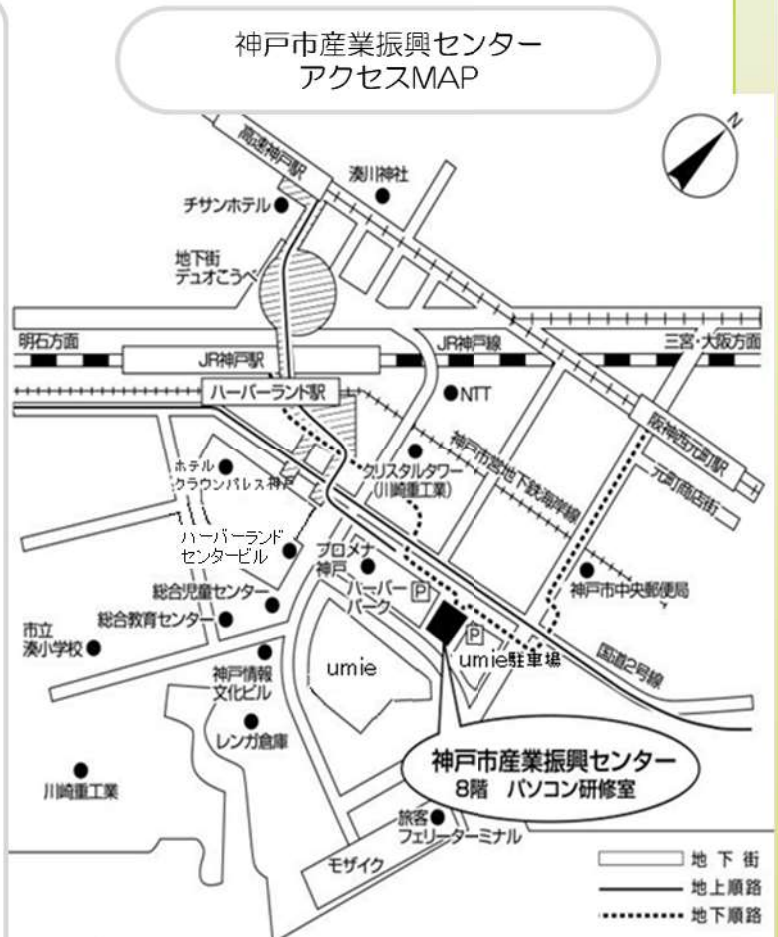 神戸市産業振興センター
アクセスMAP
N
高速神戸駅
湊川神社
チサンホテル
地下街
デュオこうべ
明石方面
JR神戸線
三宮・大阪方面
JR神戸駅
ハーバーランド駅
NTT
阪神西元町駅
神戸市営地下鉄海岸線
元町商店街
ホテル
クラウンパレス神戸
クリスタルタワー
(川崎重工業)
ハーバーランド
センタービル
プロメナ
神戸
ハーバー
パーク
P
神戸市中央郵便局
総合児童センター
総合教育センター
市立
湊小学校
P
umie
umie駐車場
国道2号線
神戸情報
文化ビル
レンガ倉庫
神戸市産業振興センター
8階 パソコン研修室
川崎重工業
旅客
フェリーターミナル
モザイク
地下街
地上順路
地下順路